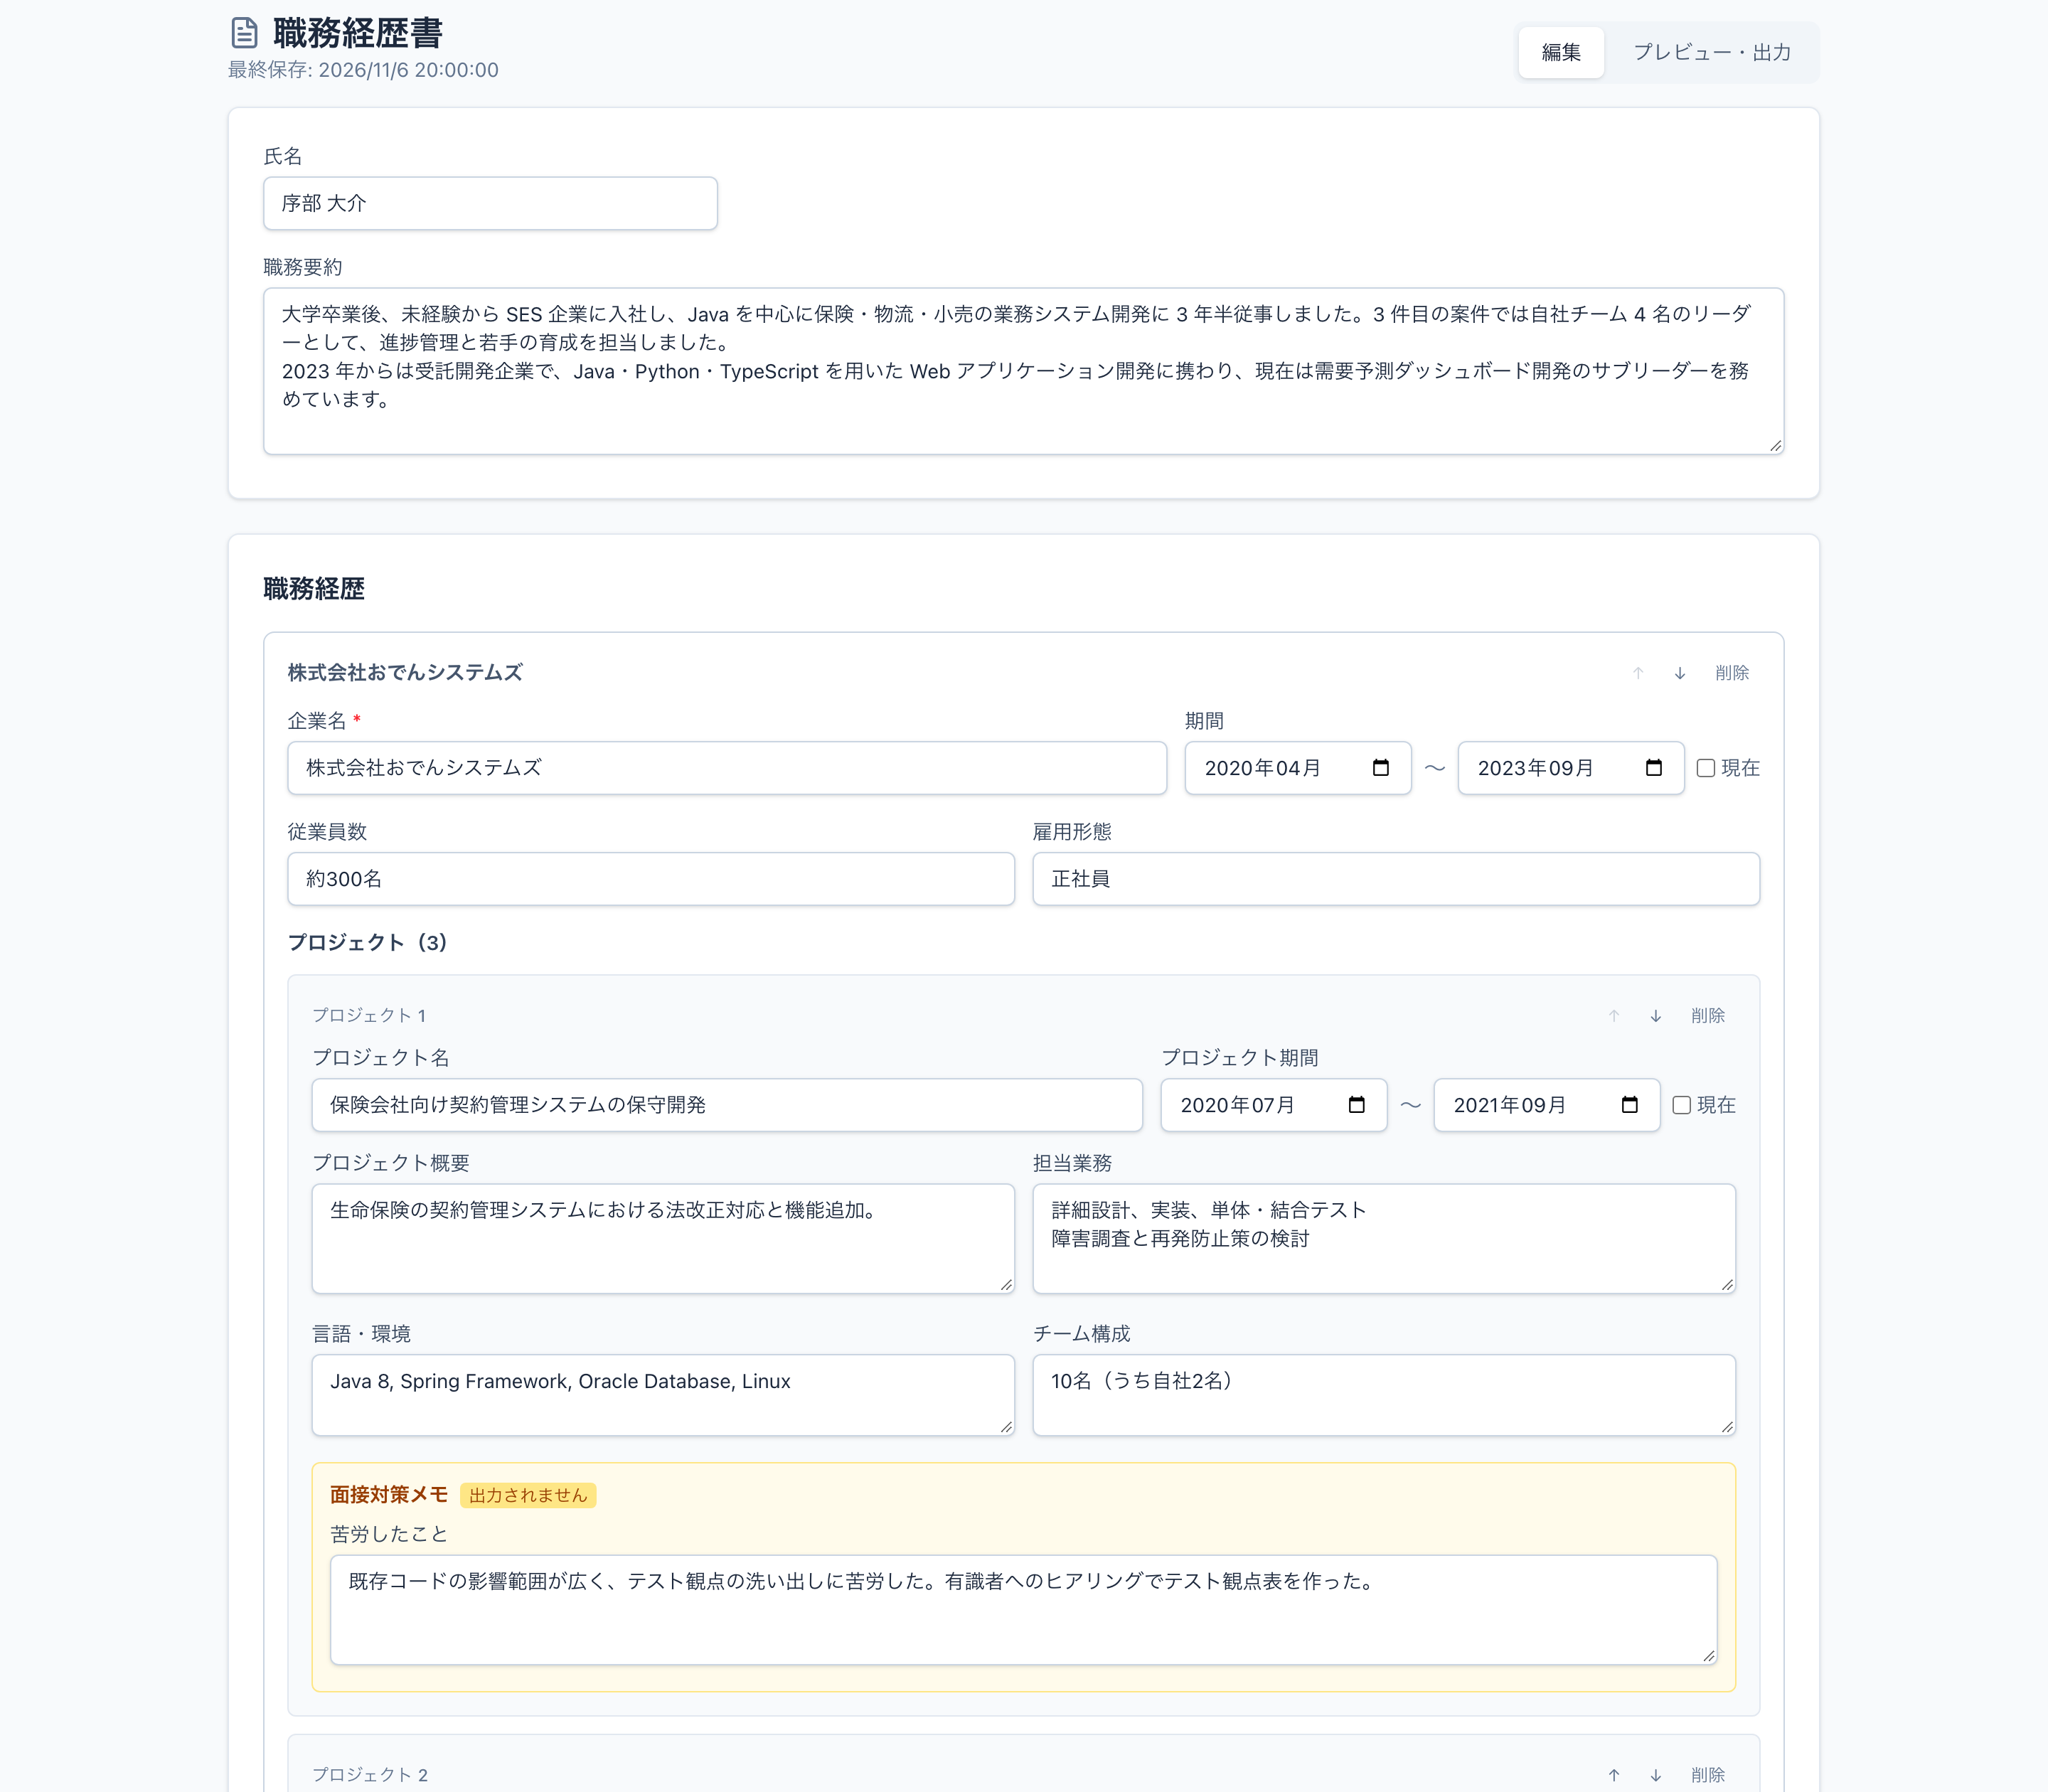 職務経歴書
最終保存: 2026/11/6 20:00:00
編集
プレビュー・出力
氏名
序部 大介
職務要約
大学卒業後、未経験から SES 企業に入社し、Java を中心に保険・物流・小売の業務システム開発に 3 年半従事しました。3 件目の案件では自社チーム 4 名のリーダ
ーとして、進捗管理と若手の育成を担当しました。
2023 年からは受託開発企業で、Java・Python・TypeScript を用いた Web アプリケーション開発に携わり、現在は需要予測ダッシュボード開発のサブリーダーを務
めています。
職務経歴
株式会社おでんシステムズ
↑ ↓ 削除
企業名 *
株式会社おでんシステムズ
期間
2020年04月 〜 2023年09月 現在
従業員数
約300名
雇用形態
正社員
プロジェクト（3）
プロジェクト 1
↑ ↓ 削除
プロジェクト名
保険会社向け契約管理システムの保守開発
プロジェクト期間
2020年07月 〜 2021年09月 現在
プロジェクト概要
生命保険の契約管理システムにおける法改正対応と機能追加。
担当業務
詳細設計、実装、単体・結合テスト
障害調査と再発防止策の検討
言語・環境
Java 8, Spring Framework, Oracle Database, Linux
チーム構成
10名（うち自社2名）
面接対策メモ 出力されません
苦労したこと
既存コードの影響範囲が広く、テスト観点の洗い出しに苦労した。有識者へのヒアリングでテスト観点表を作った。
プロジェクト 2
↑ ↓ 削除